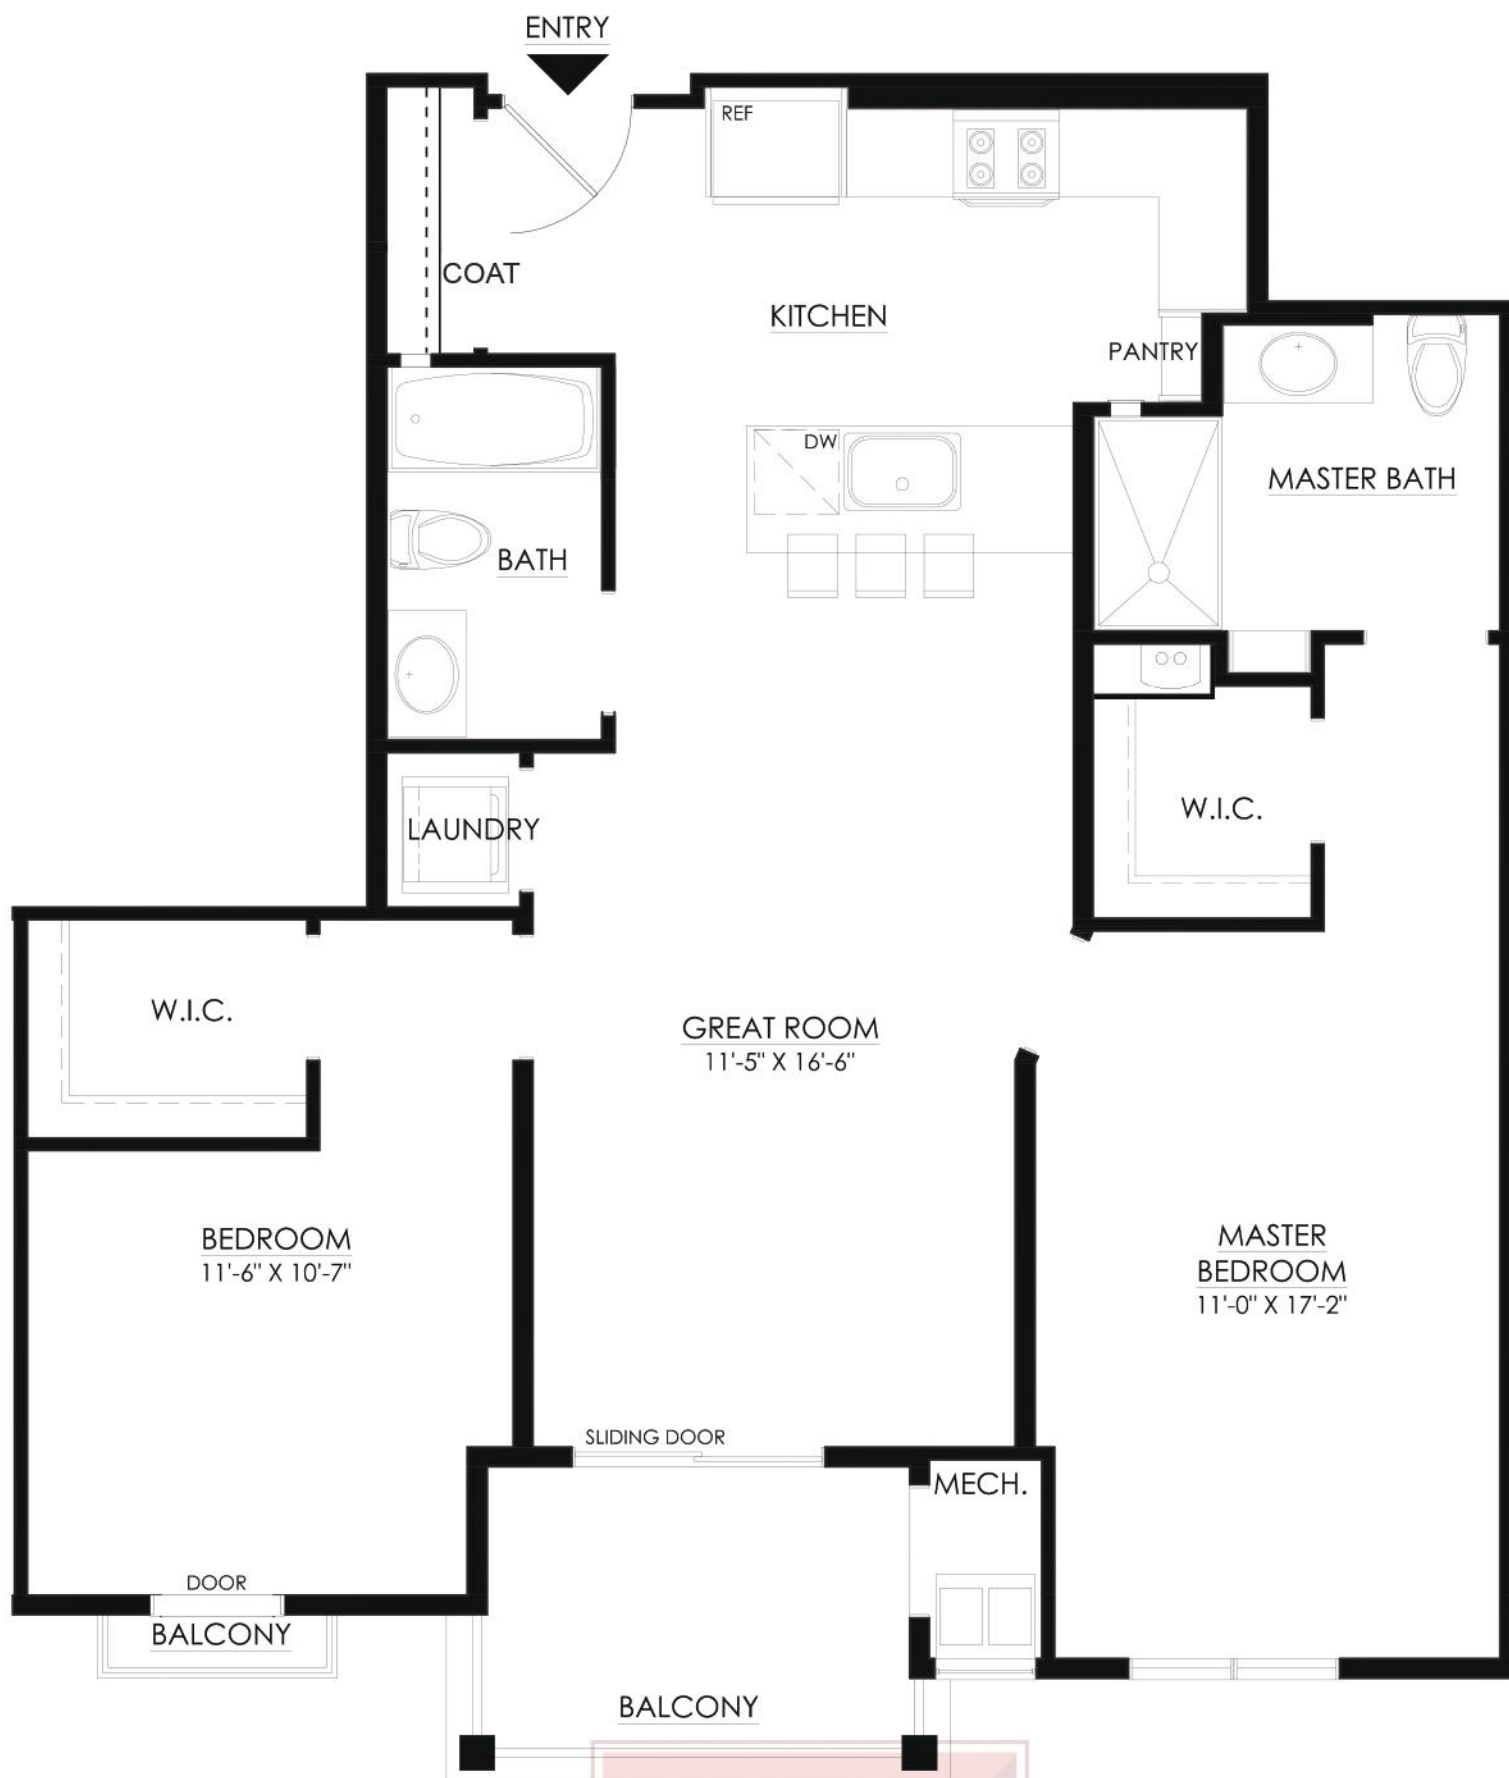 ENTRY
REF
COAT
KITCHEN
PANTRY
DW
MASTER BATH
BATH
W.I.C.
LAUNDRY
W.I.C.
GREAT ROOM
11'-5" X 16'-6"
BEDROOM
11'-6" X 10'-7"
MASTER
BEDROOM
11'-0" X 17'-2"
SLIDING DOOR
MECH.
DOOR
BALCONY
BALCONY